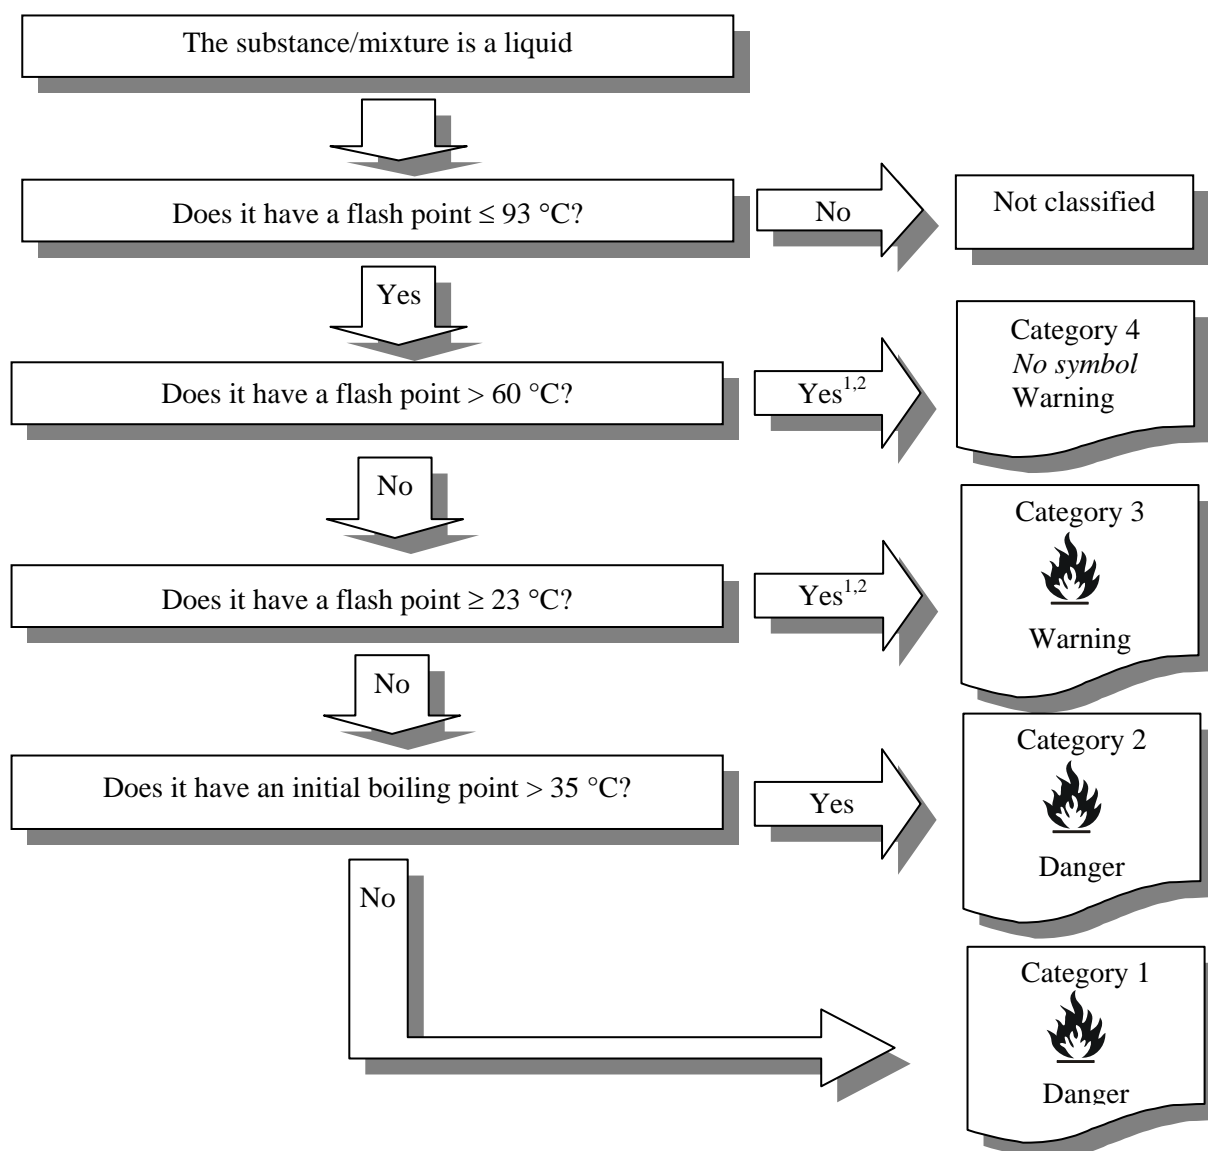 The substance/mixture is a liquid
Does it have a flash point ≤ 93 °C?
No
Not classified
Yes
Does it have a flash point > 60 °C?
Yes1,2
Category 4
No symbol
Warning
No
Does it have a flash point ≥ 23 °C?
Yes1,2
Category 3
Warning
No
Does it have an initial boiling point > 35 °C?
Yes
Category 2
Danger
No
Category 1
Danger